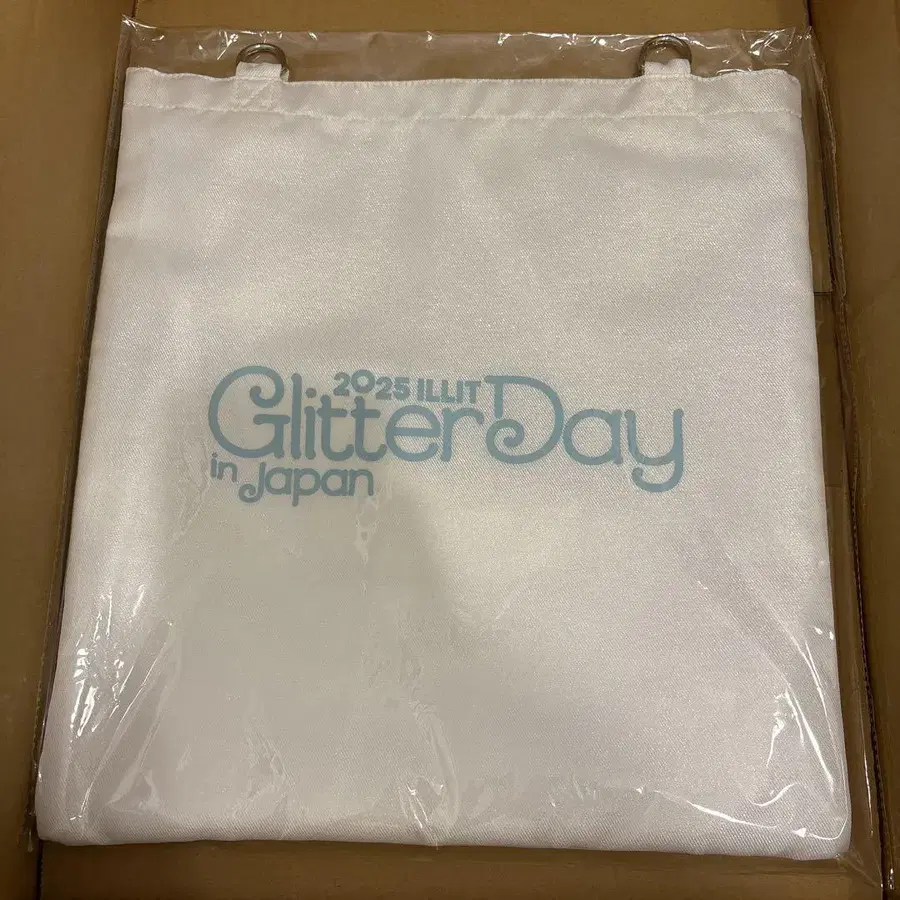 2025 ILLIT
Glitter Day
in Japan